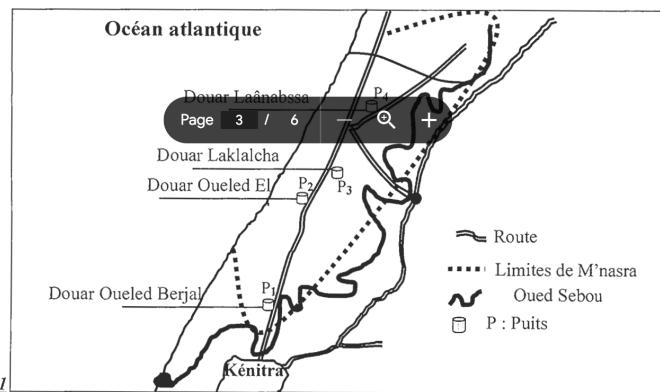 Océan atlantique
Douar Laânabssa
P4
Page 3 / 6
Douar Laklalcha
P3
Douar Oueled El
P2
Route
Limites de M'nasra
Oued Sebou
P : Puits
Douar Oueled Berjal
P1
Kénitra
1